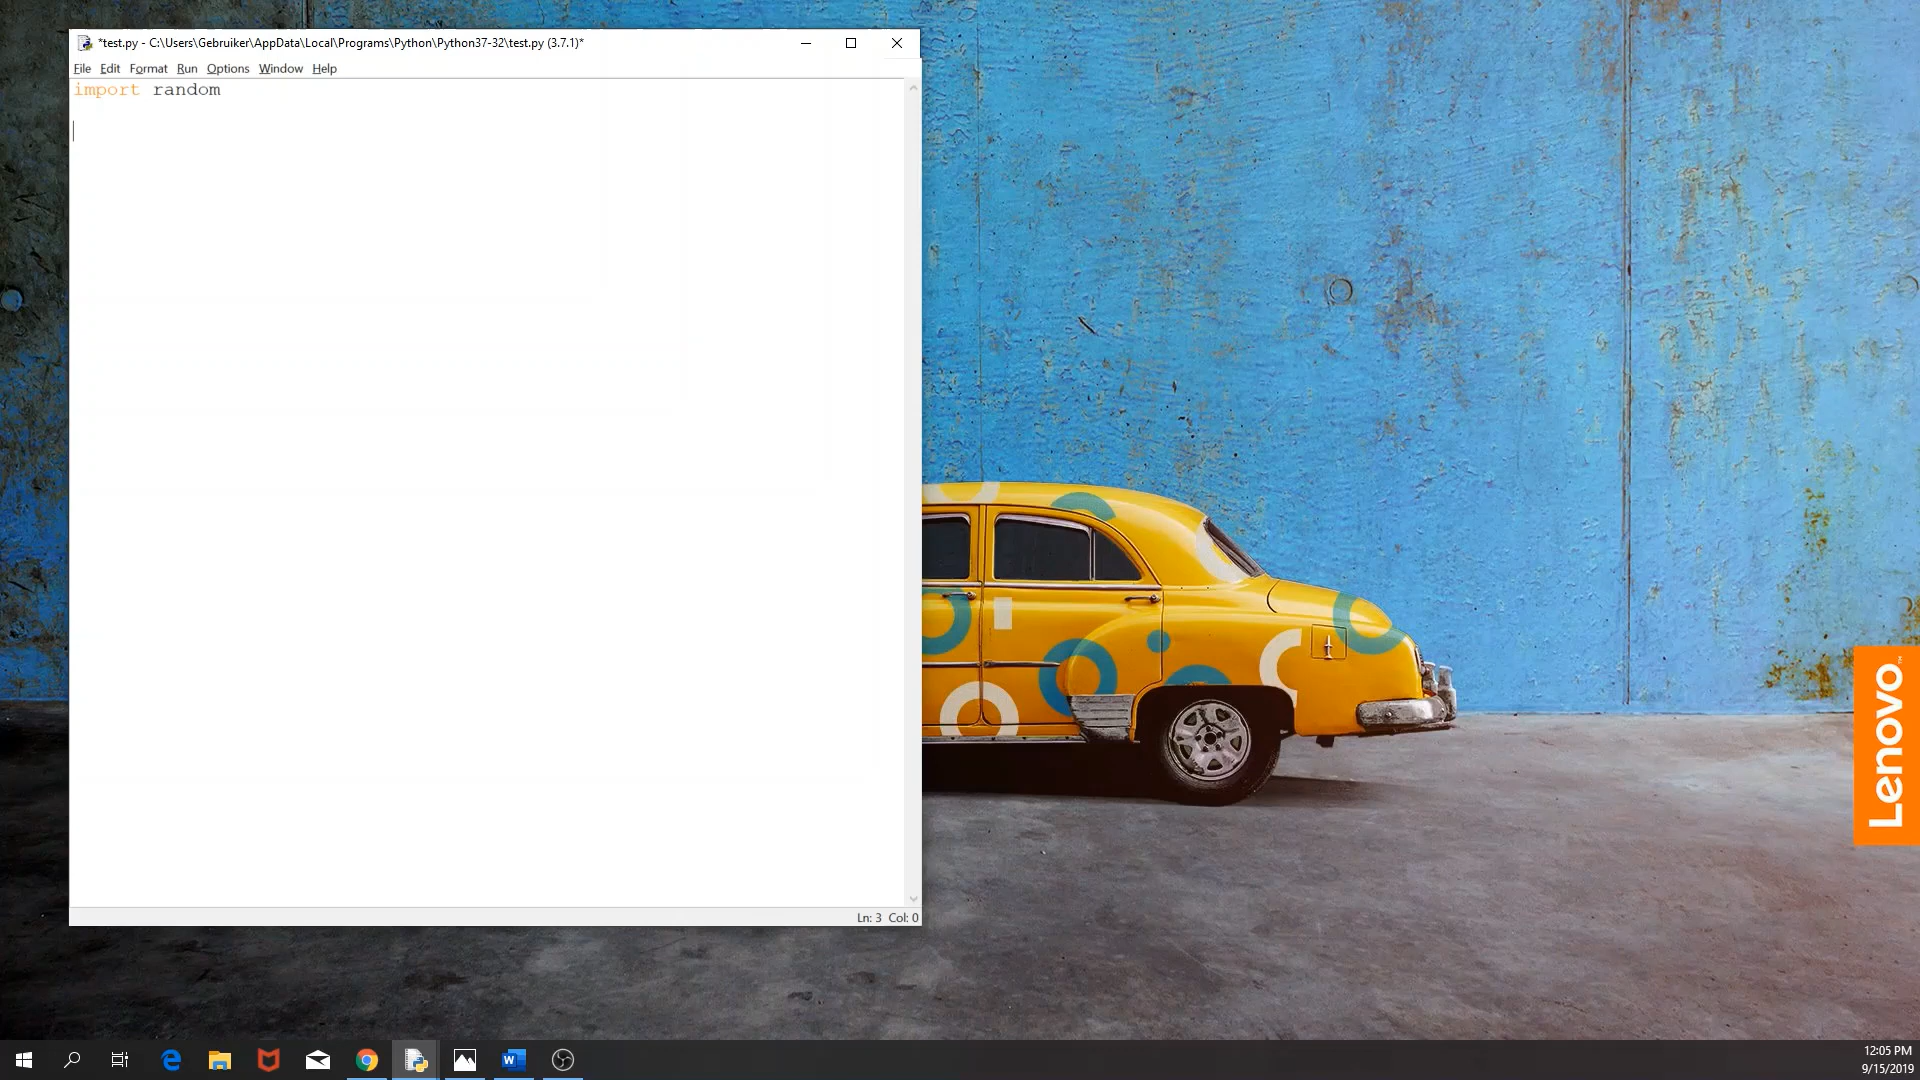 *test.py - C:\Users\Gebruiker\AppData\Local\Programs\Python\Python37-32\test.py (3.7.1)*
File Edit Format Run Options Window Help
import random
Ln: 3 Col: 0
Lenovo™
12:05 PM
9/15/2019